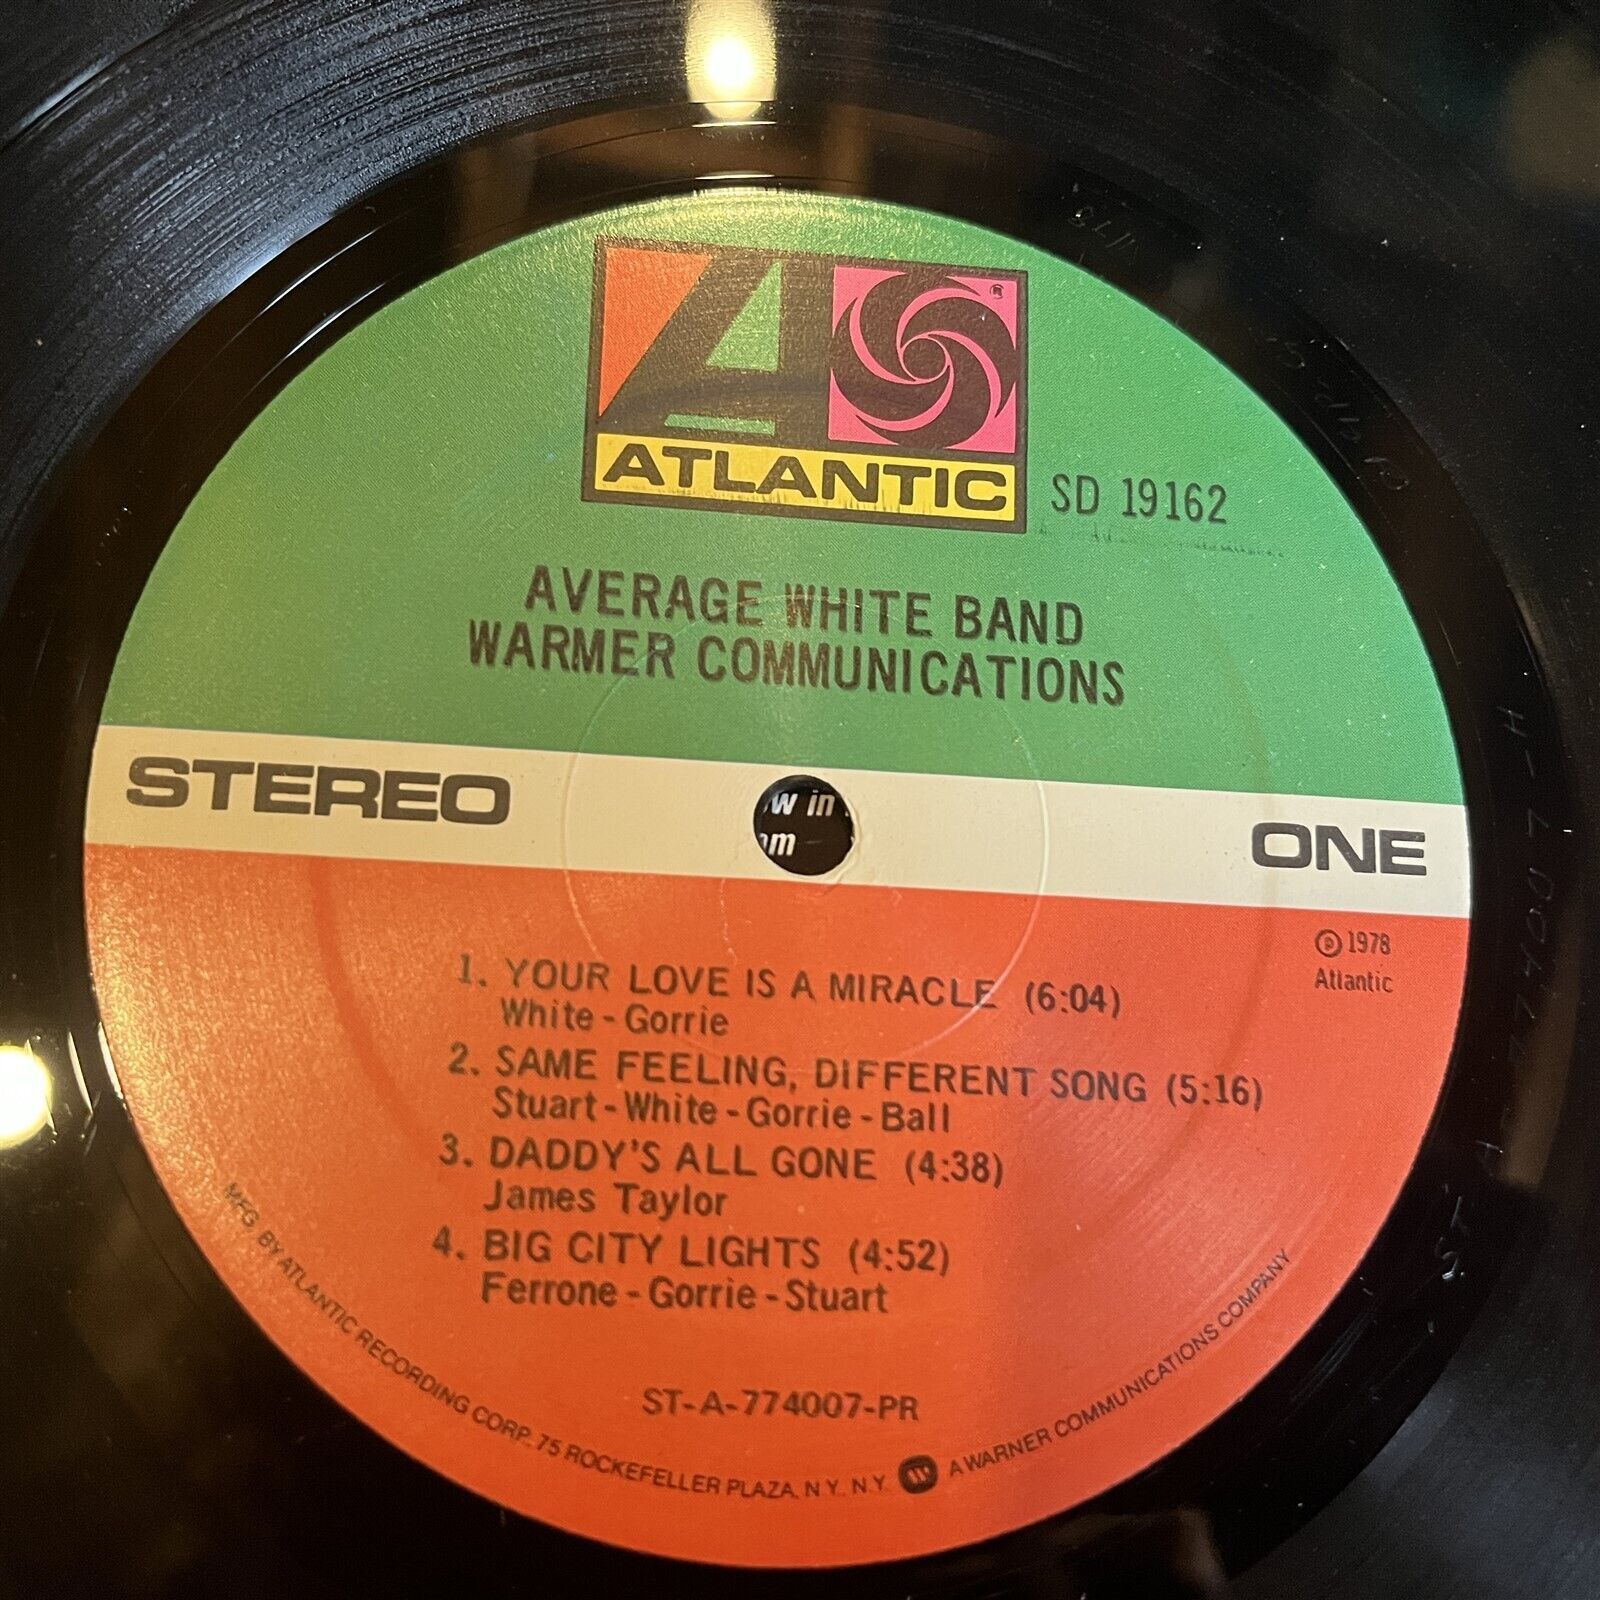 ATLANTIC
SD 19162
AVERAGE WHITE BAND
WARMER COMMUNICATIONS
STEREO
w in
ONE
℗ 1978
Atlantic
1. YOUR LOVE IS A MIRACLE (6:04)
White - Gorrie
2. SAME FEELING, DIFFERENT SONG (5:16)
Stuart - White - Gorrie - Ball
3. DADDY'S ALL GONE (4:38)
James Taylor
4. BIG CITY LIGHTS (4:52)
Ferrone - Gorrie - Stuart
ST-A-774007-PR
MFG. BY ATLANTIC RECORDING CORP., 75 ROCKEFELLER PLAZA, N.Y. N.Y. A WARNER COMMUNICATIONS COMPANY